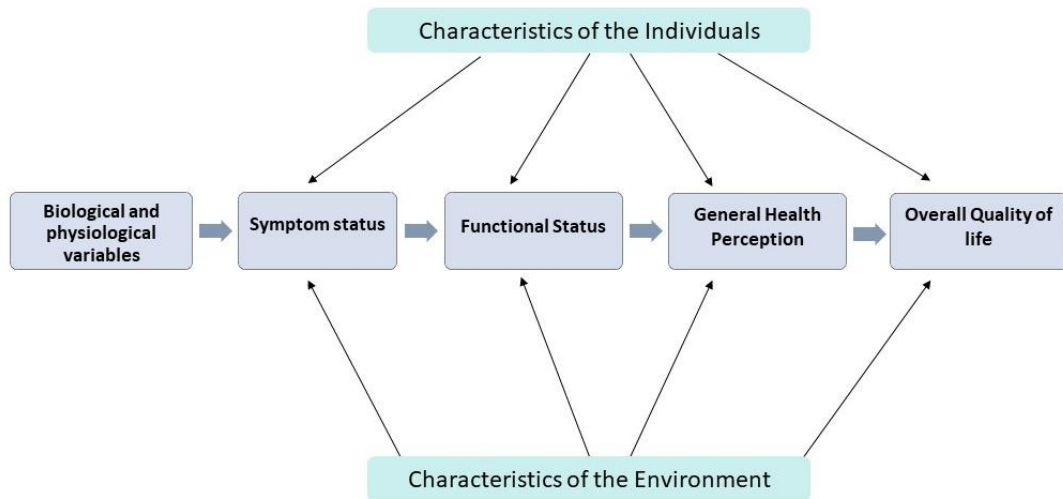 Characteristics of the Individuals
Biological and
physiological
variables
Symptom status
Functional Status
General Health
Perception
Overall Quality of
life
Characteristics of the Environment